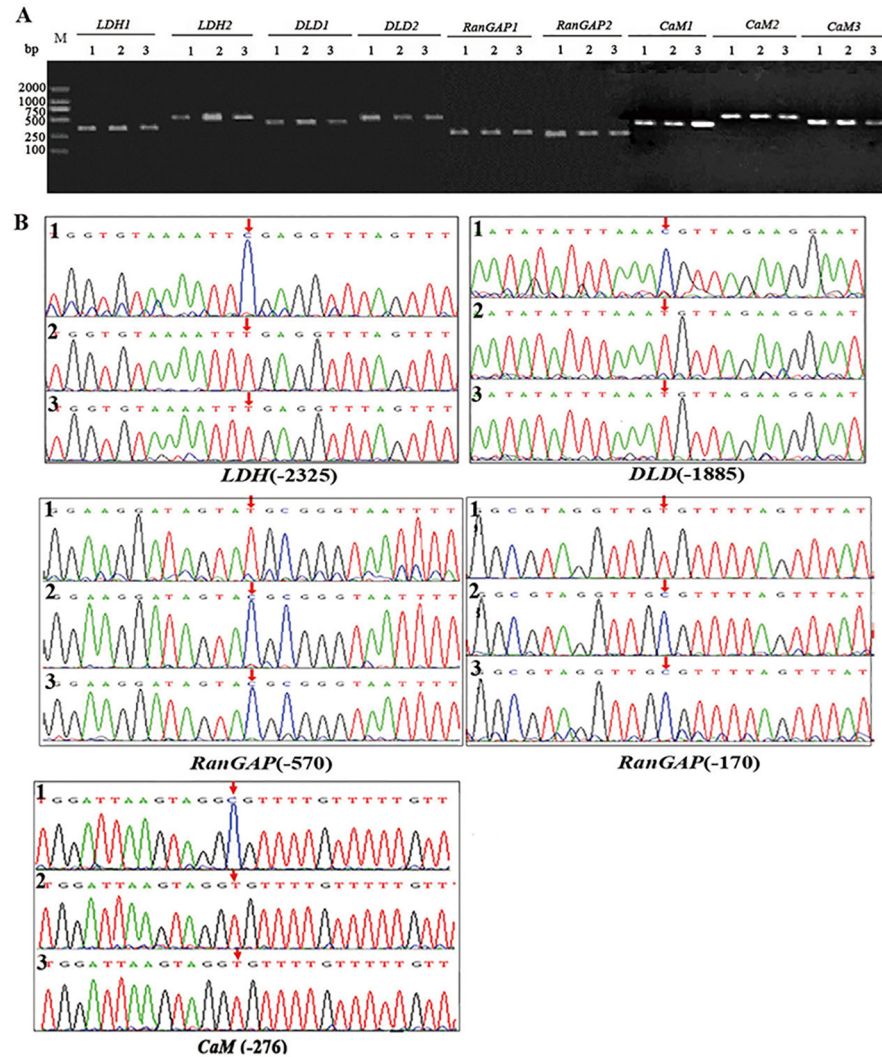 A
LDH1 LDH2 DLD1 DLD2 RanGAP1 RanGAP2 CaM1 CaM2 CaM3
M
bp 1 2 3 1 2 3 1 2 3 1 2 3 1 2 3 1 2 3 1 2 3 1 2 3 1 2 3
2000
1000
750
500
250
100
B
1
T G G T G T A A A A T T C G A G G T T T A G T T T
2
T G G T G T A A A A T T T G A G G T T T A G T T T
3
T G G T G T A A A A T T T G A G G T T T A G T T T
LDH(-2325)
1
A A T A T A T T T A A A C G T T A G A A G G A A T
2
A A T A T A T T T A A A T G T T A G A A G G A A T
3
A A T A T A T T T A A A T G T T A G A A G G A A T
DLD(-1885)
1
G G A A G G A T A G T A T G C G G G T A A T T T T
2
G G A A G G A T A G T A C G C G G G T A A T T T T
3
G G A A G G A T A G T A C G C G G G T A A T T T T
RanGAP(-570)
1
G G C G T A G G T T G T G T T T T A G T T T A T
2
G G C G T A G G T T G C G T T T T A G T T T A T
3
G G C G T A G G T T G C G T T T T A G T T T A T
RanGAP(-170)
1
T G G A T T A A G T A G G C G T T T T G T T T T T G T T
2
T G G A T T A A G T A G G T G T T T T G T T T T T G T T
3
T G G A T T A A G T A G G T G T T T T G T T T T T G T T
CaM (-276)